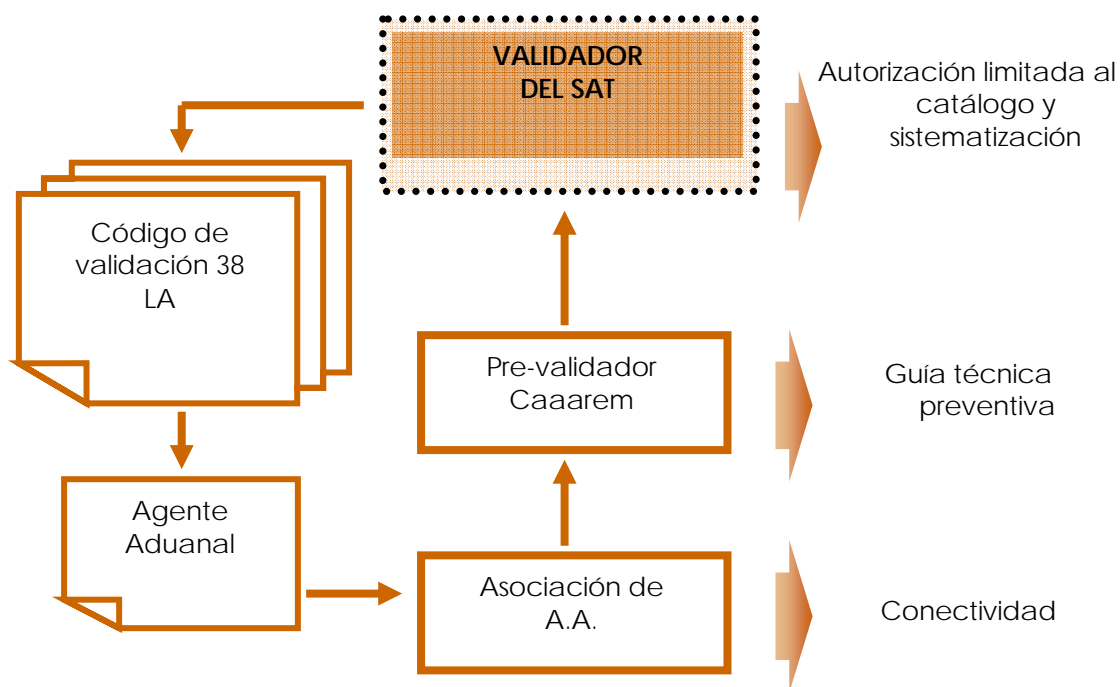 VALIDADOR
DEL SAT
Autorización limitada al
catálogo y
sistematización
Código de
validación 38
LA
Pre-validador
Caaarem
Guía técnica
preventiva
Agente
Aduanal
Asociación de
A.A.
Conectividad